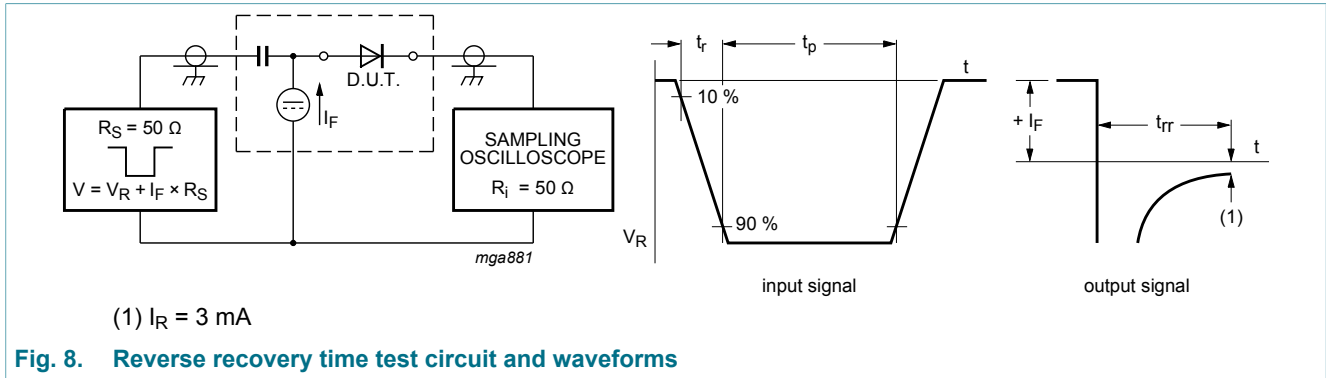 D.U.T.
I_F
R_S = 50 Ω
V = V_R + I_F × R_S
SAMPLING
OSCILLOSCOPE
R_i = 50 Ω
mga881
t_r
t_p
t
10 %
90 %
V_R
input signal
+ I_F
t_rr
t
(1)
output signal
(1) I_R = 3 mA
Fig. 8. Reverse recovery time test circuit and waveforms